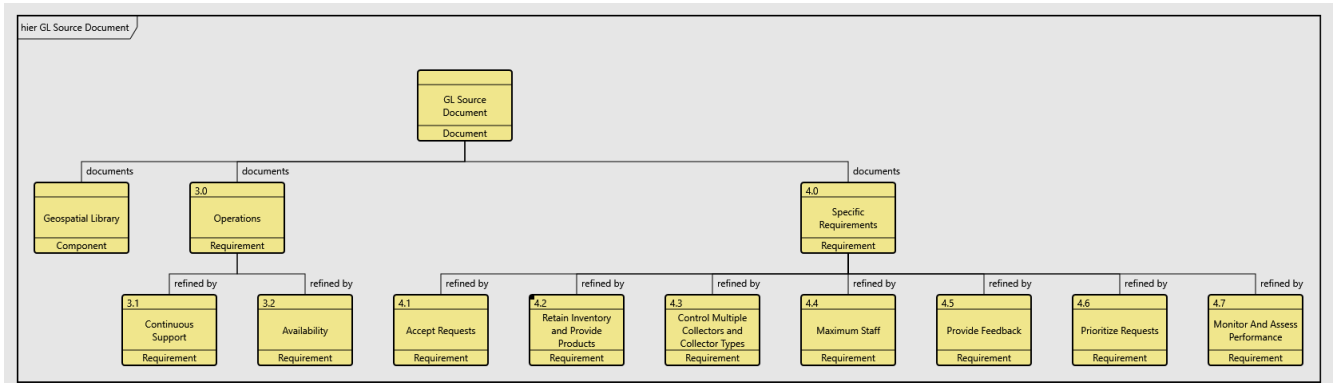 hier GL Source Document
GL Source
Document
Document
documents
documents
documents
Geospatial Library
Component
3.0
Operations
Requirement
4.0
Specific
Requirements
Requirement
refined by
refined by
refined by
refined by
refined by
refined by
refined by
refined by
refined by
3.1
Continuous
Support
Requirement
3.2
Availability
Requirement
4.1
Accept Requests
Requirement
4.2
Retain Inventory
and Provide
Products
Requirement
4.3
Control Multiple
Collectors and
Collector Types
Requirement
4.4
Maximum Staff
Requirement
4.5
Provide Feedback
Requirement
4.6
Prioritize Requests
Requirement
4.7
Monitor And Assess
Performance
Requirement